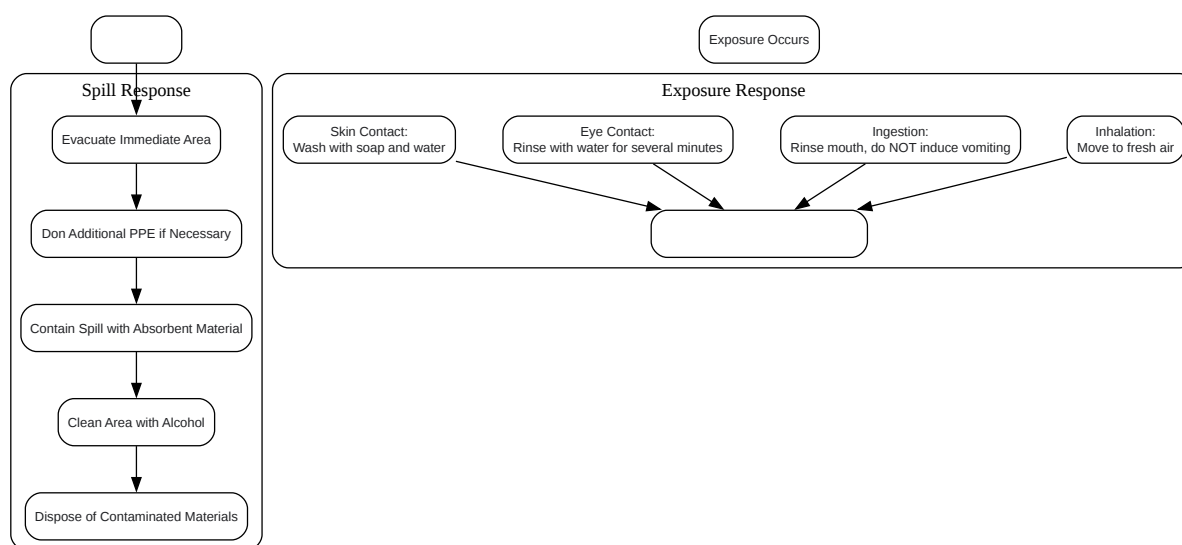 Exposure Occurs
Spill Response
Exposure Response
Evacuate Immediate Area
Skin Contact:
Wash with soap and water
Eye Contact:
Rinse with water for several minutes
Ingestion:
Rinse mouth, do NOT induce vomiting
Inhalation:
Move to fresh air
Don Additional PPE if Necessary
Contain Spill with Absorbent Material
Clean Area with Alcohol
Dispose of Contaminated Materials